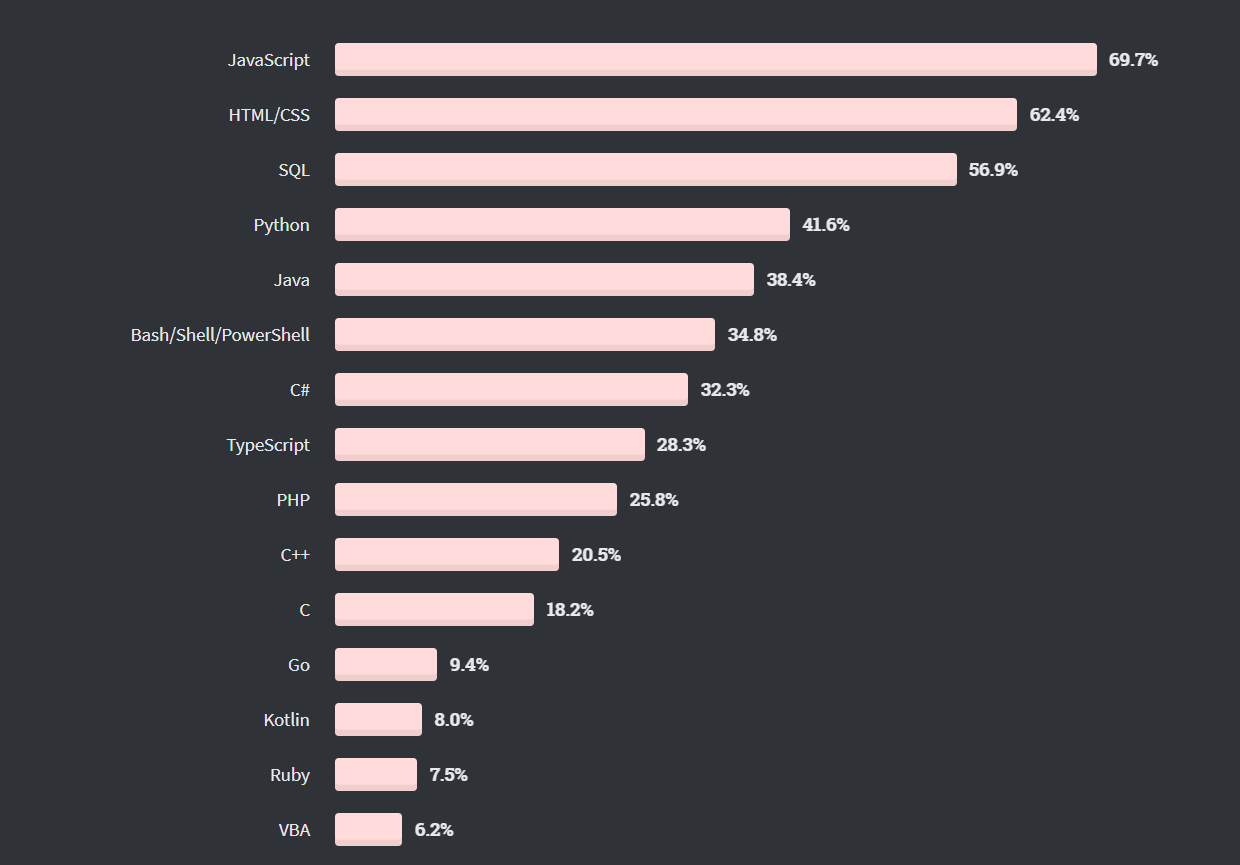 JavaScript 69.7%
HTML/CSS 62.4%
SQL 56.9%
Python 41.6%
Java 38.4%
Bash/Shell/PowerShell 34.8%
C# 32.3%
TypeScript 28.3%
PHP 25.8%
C++ 20.5%
C 18.2%
Go 9.4%
Kotlin 8.0%
Ruby 7.5%
VBA 6.2%